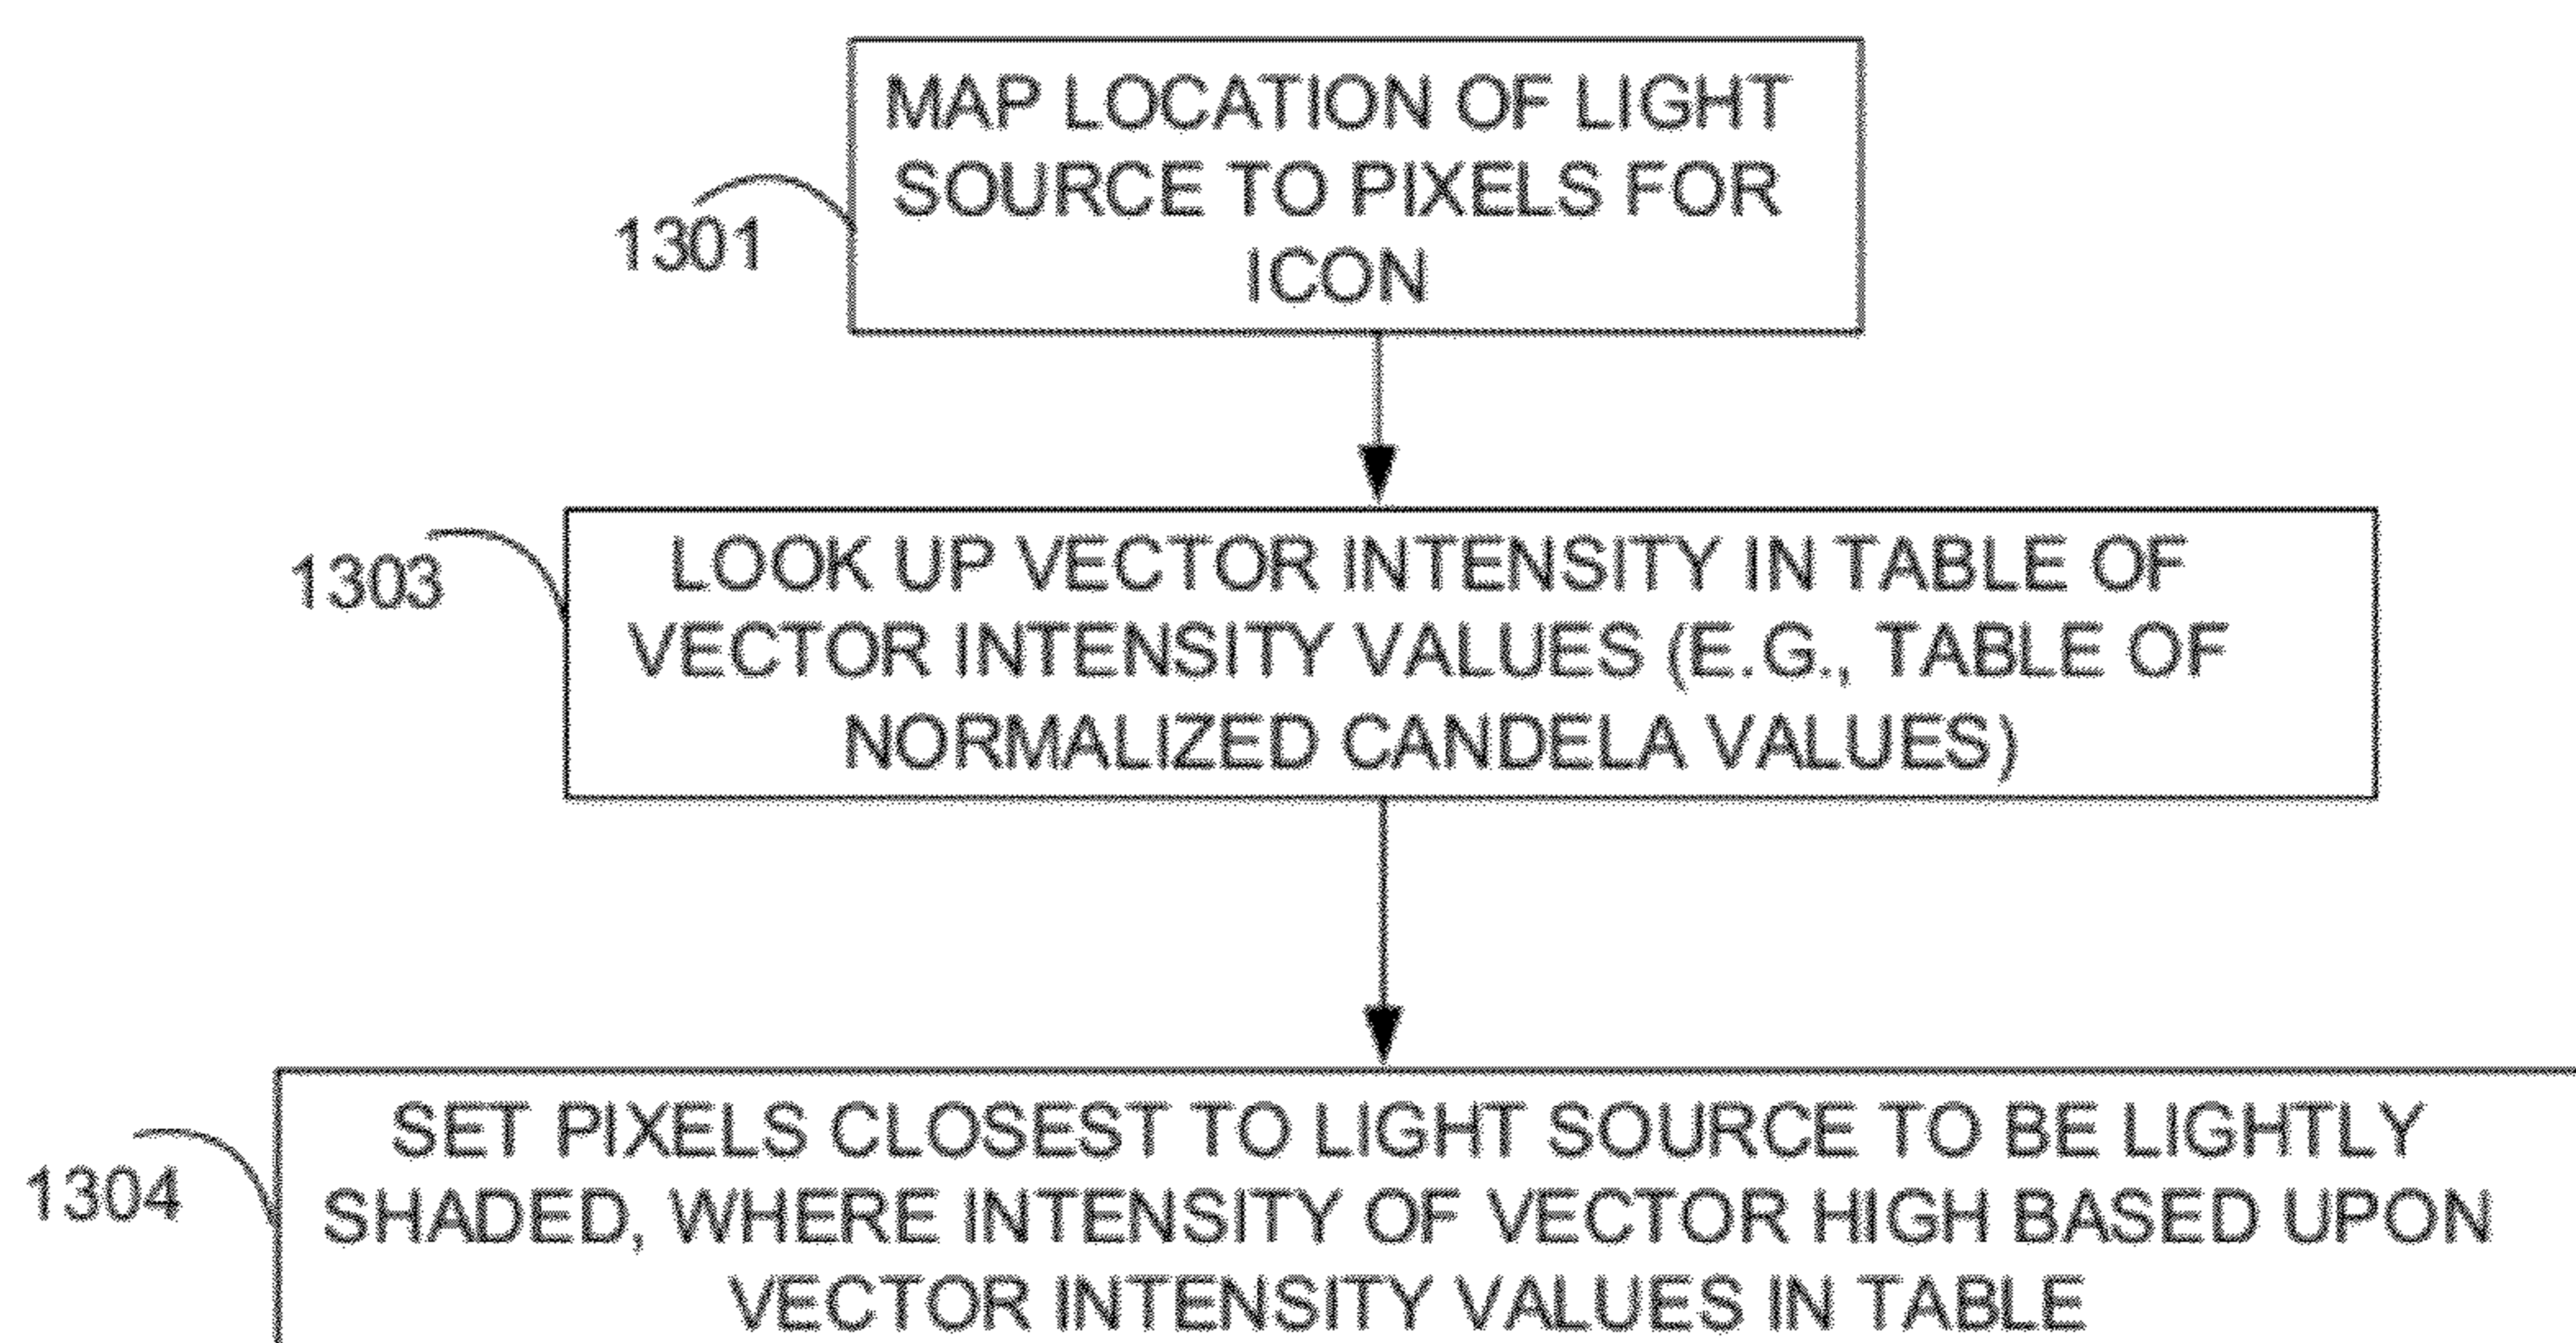 MAP LOCATION OF LIGHT
SOURCE TO PIXELS FOR
ICON
1301
LOOK UP VECTOR INTENSITY IN TABLE OF
VECTOR INTENSITY VALUES (E.G., TABLE OF
NORMALIZED CANDELA VALUES)
1303
SET PIXELS CLOSEST TO LIGHT SOURCE TO BE LIGHTLY
SHADED, WHERE INTENSITY OF VECTOR HIGH BASED UPON
VECTOR INTENSITY VALUES IN TABLE
1304